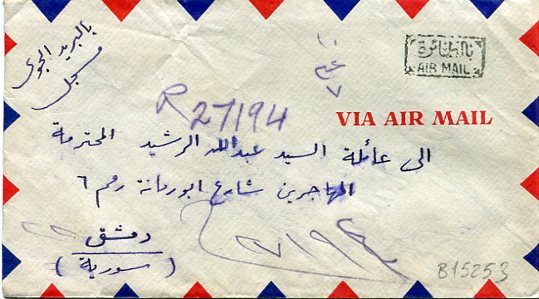 بالبريد الجوي
مسجل
بالطائرة
AIR MAIL
R 27194
VIA AIR MAIL
الى عائلة السيد عبدالله الرشيد المحترمة
المهاجرين شارع ابو رمانة رقم ٦
دمشق
(سورية)
B15253